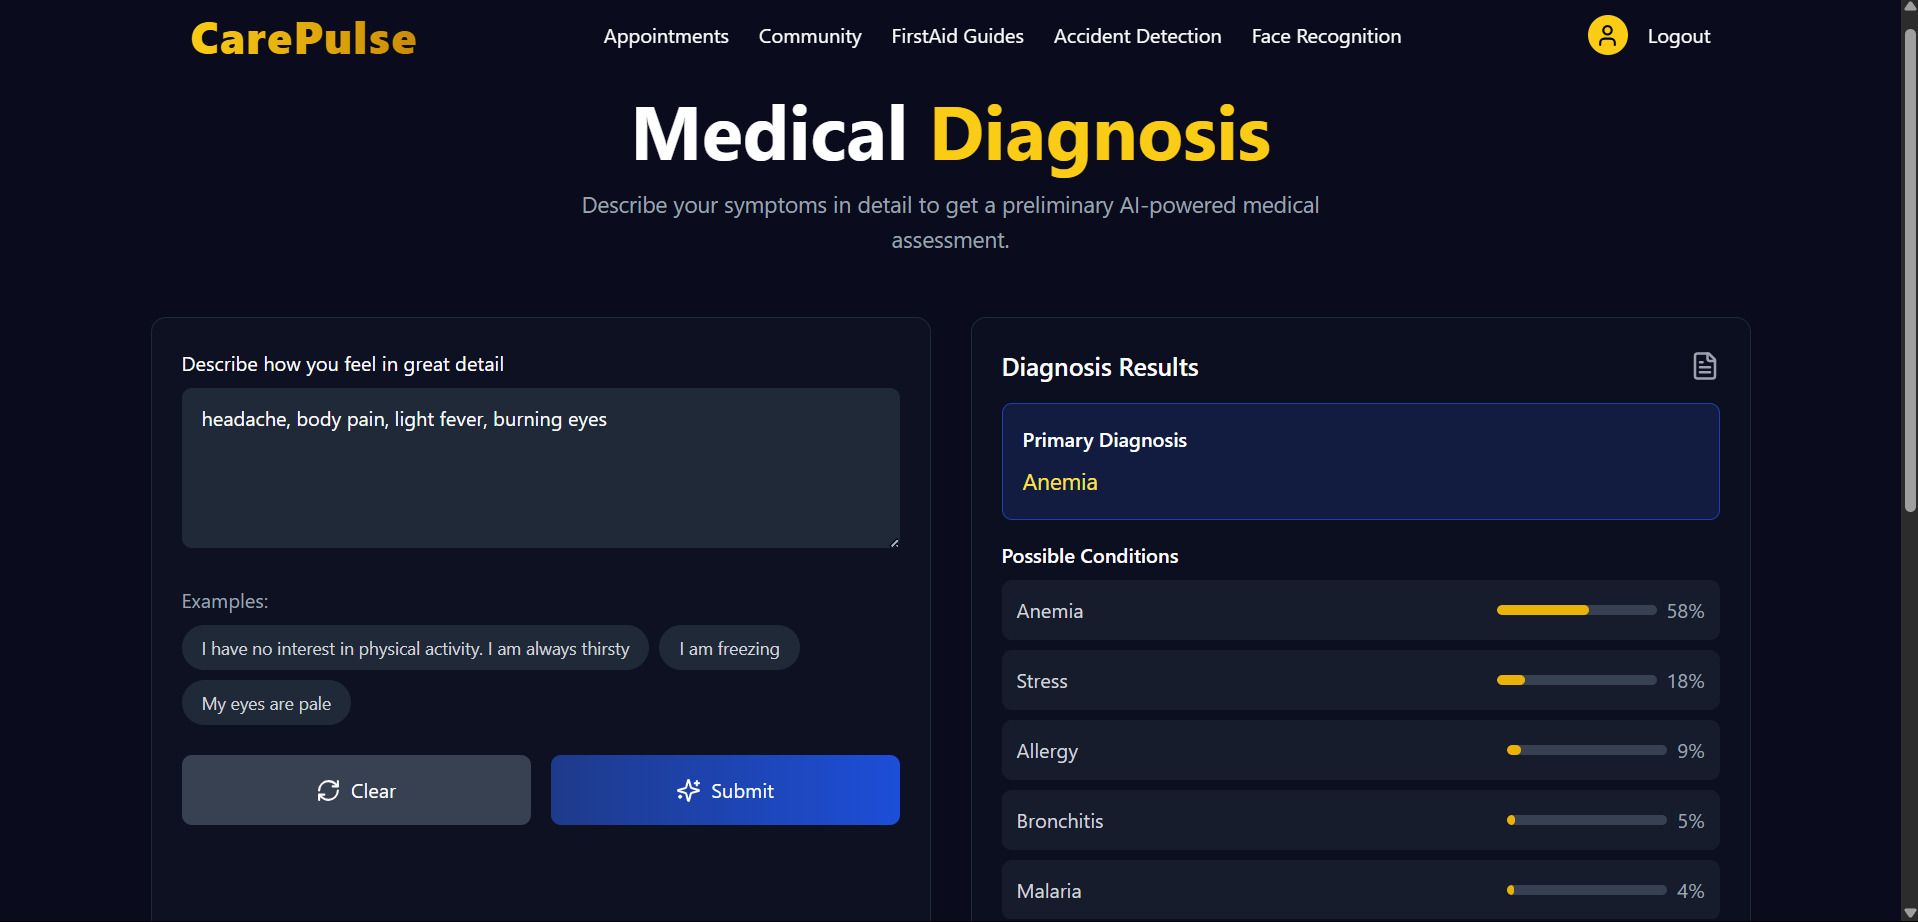 CarePulse
Appointments
Community
FirstAid Guides
Accident Detection
Face Recognition
Logout
Medical Diagnosis
Describe your symptoms in detail to get a preliminary AI-powered medical
assessment.
Describe how you feel in great detail
headache, body pain, light fever, burning eyes
Examples:
I have no interest in physical activity. I am always thirsty
I am freezing
My eyes are pale
Clear
Submit
Diagnosis Results
Primary Diagnosis
Anemia
Possible Conditions
Anemia 58%
Stress 18%
Allergy 9%
Bronchitis 5%
Malaria 4%